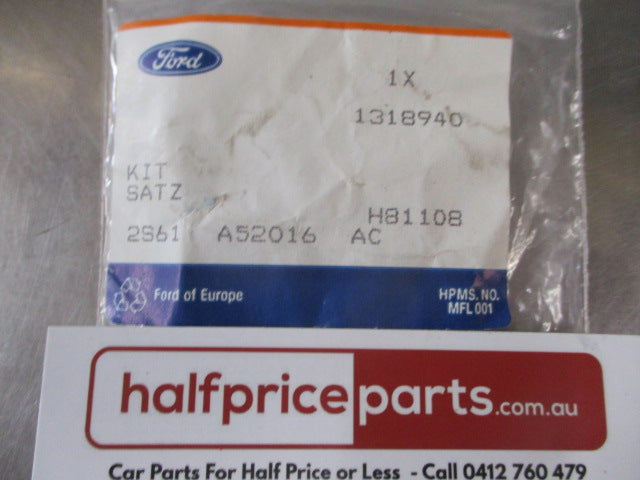 Ford
1X
1318940
KIT
SATZ
H81108
2S61 A52016 AC
Ford of Europe
HPMS. NO.
MFL 001
halfpriceparts.com.au
Car Parts For Half Price or Less - Call 0412 760 479